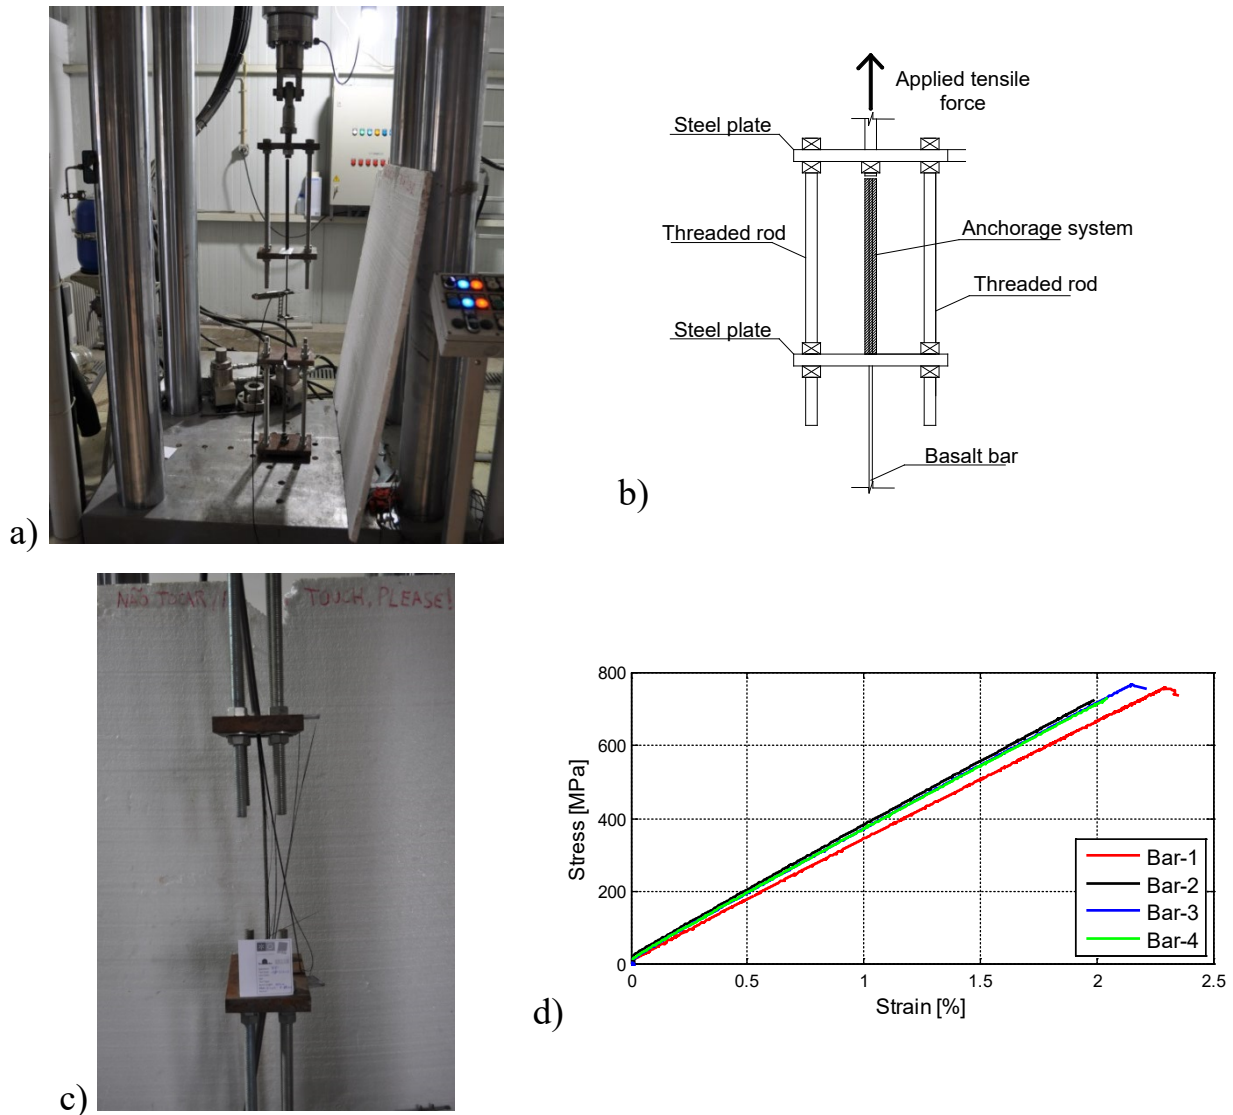 Applied tensile
force
Steel plate
Threaded rod
Anchorage system
Threaded rod
Steel plate
Basalt bar
b)
a)
NÃO TOCAR,
TOUCH, PLEASE!
c)
800
600
400
200
0
Stress [MPa]
0
0.5
1
1.5
2
2.5
Strain [%]
Bar-1
Bar-2
Bar-3
Bar-4
d)